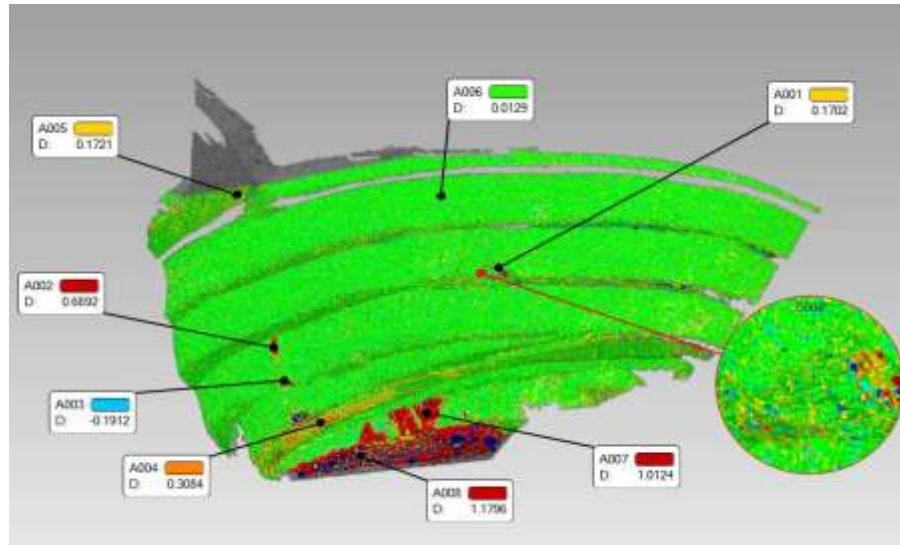 A006
D: 0.0129
A001
D: 0.1702
A005
D: 0.1721
A002
D: 0.6892
A003
D: -0.1912
A004
D: 0.3084
A007
D: 1.0124
A008
D: 1.1796